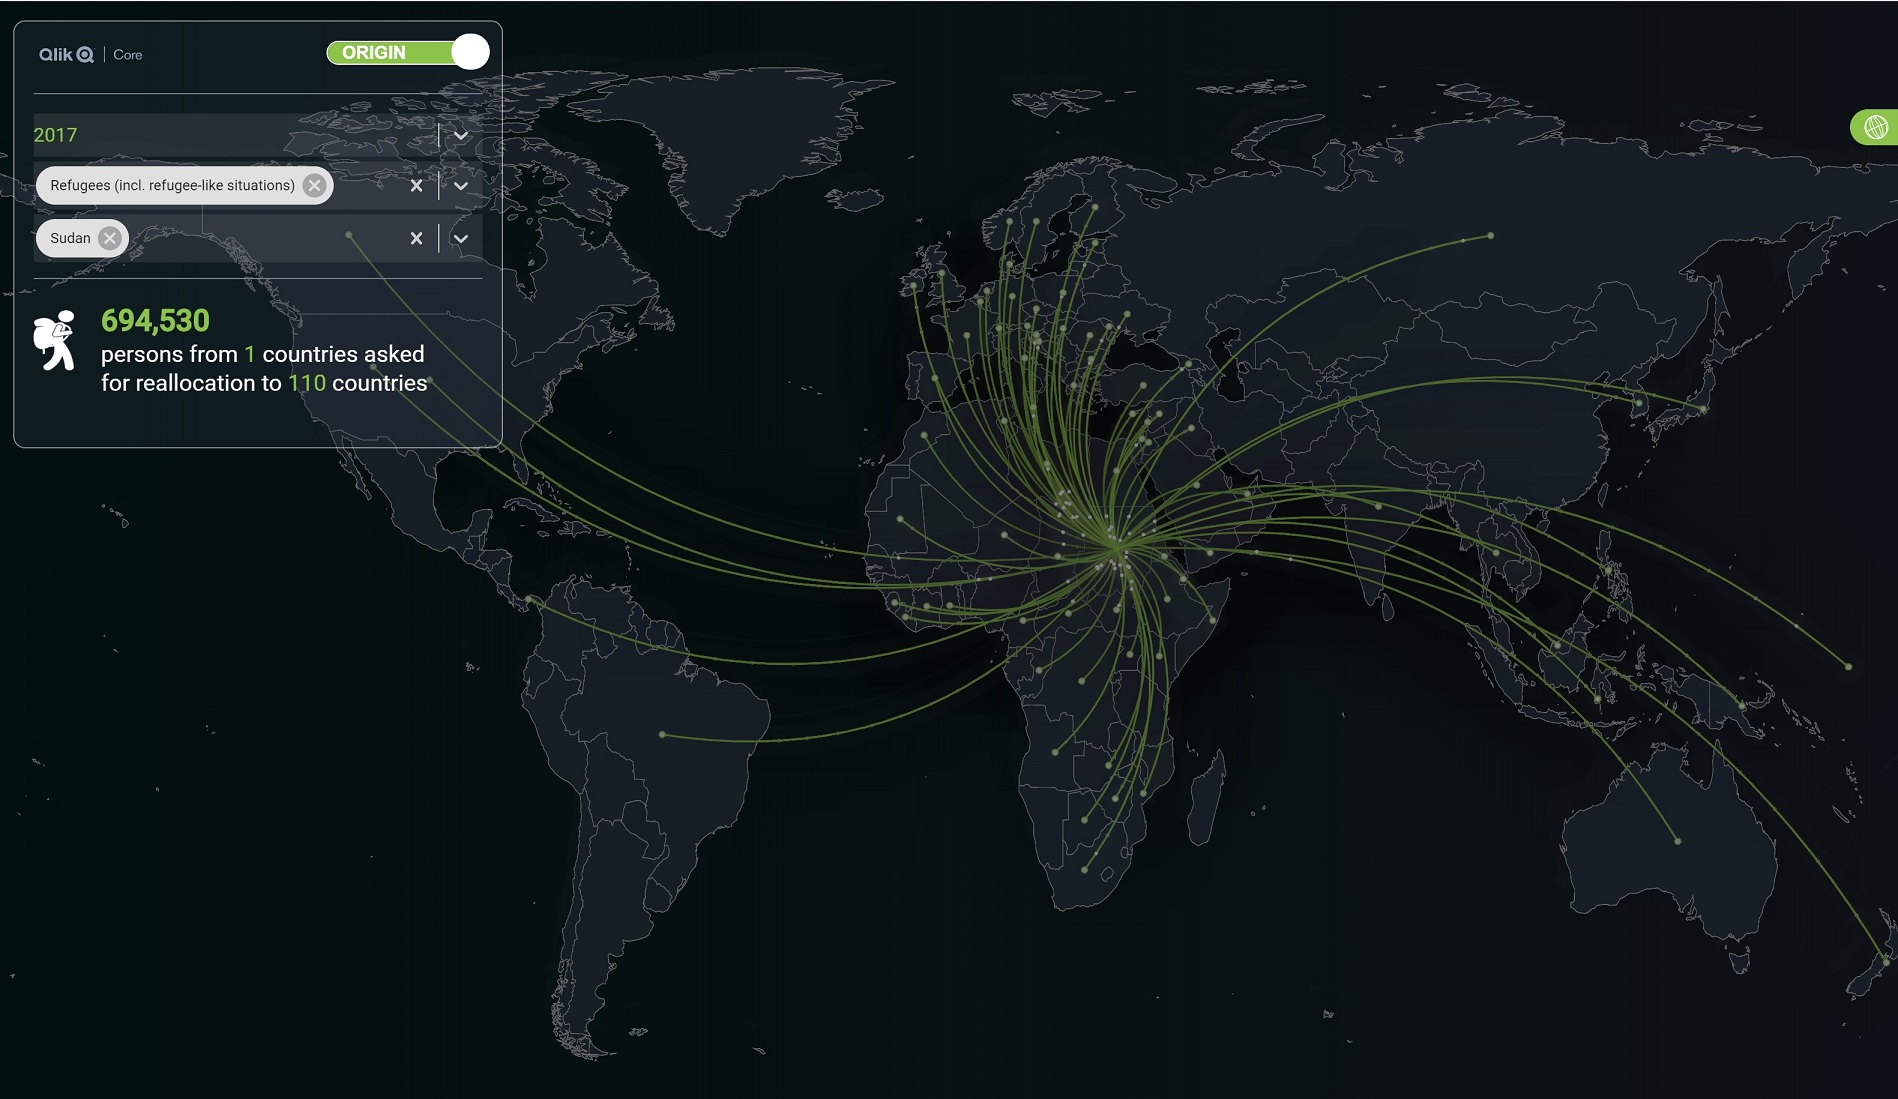 Qlik Core
ORIGIN
2017
Refugees (incl. refugee-like situations)
Sudan
694,530
persons from 1 countries asked
for reallocation to 110 countries